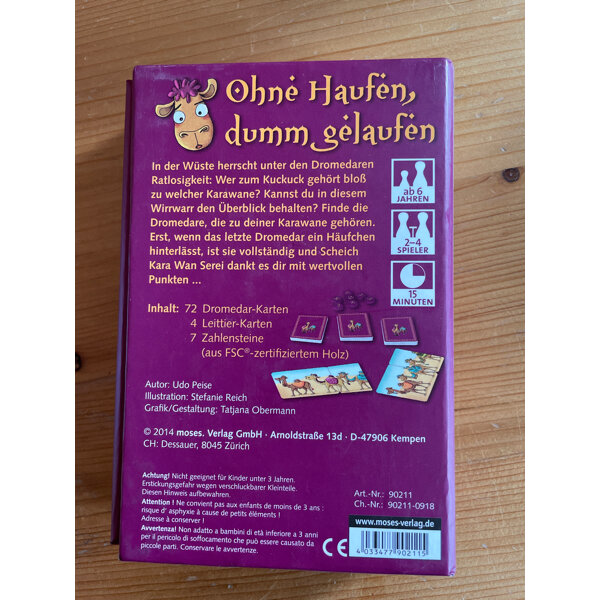 Ohne Haufen,
dumm gelaufen
In der Wüste herrscht unter den Dromedaren
Ratlosigkeit: Wer zum Kuckuck gehört bloß
zu welcher Karawane? Kannst du in diesem
Wirrwarr den Überblick behalten? Finde die
Dromedare, die zu deiner Karawane gehören.
Erst, wenn das letzte Dromedar ein Häufchen
hinterlässt, ist sie vollständig und Scheich
Kara Wan Serei dankt es dir mit wertvollen
Punkten ...
ab 6
JAHREN
2–4
SPIELER
15
MINUTEN
Inhalt: 72 Dromedar-Karten
4 Leittier-Karten
7 Zahlensteine
(aus FSC®-zertifiziertem Holz)
Autor: Udo Peise
Illustration: Stefanie Reich
Grafik/Gestaltung: Tatjana Obermann
© 2014 moses. Verlag GmbH · Arnoldstraße 13d · D-47906 Kempen
CH: Dessauer, 8045 Zürich
Achtung! Nicht geeignet für Kinder unter 3 Jahren.
Erstickungsgefahr wegen verschluckbarer Kleinteile.
Diesen Hinweis aufbewahren.
Attention ! Ne convient pas aux enfants de moins de 3 ans :
risque d' asphyxie à cause de petits éléments !
Adresse à conserver !
Avvertenza! Non adatto a bambini di età inferiore a 3 anni
per il pericolo di soffocamento che può essere causato da
piccole parti. Conservare le avvertenze.
Art.-Nr.: 90211
Ch.-Nr.: 90211-0918
www.moses-verlag.de
CE
4 033477 902115